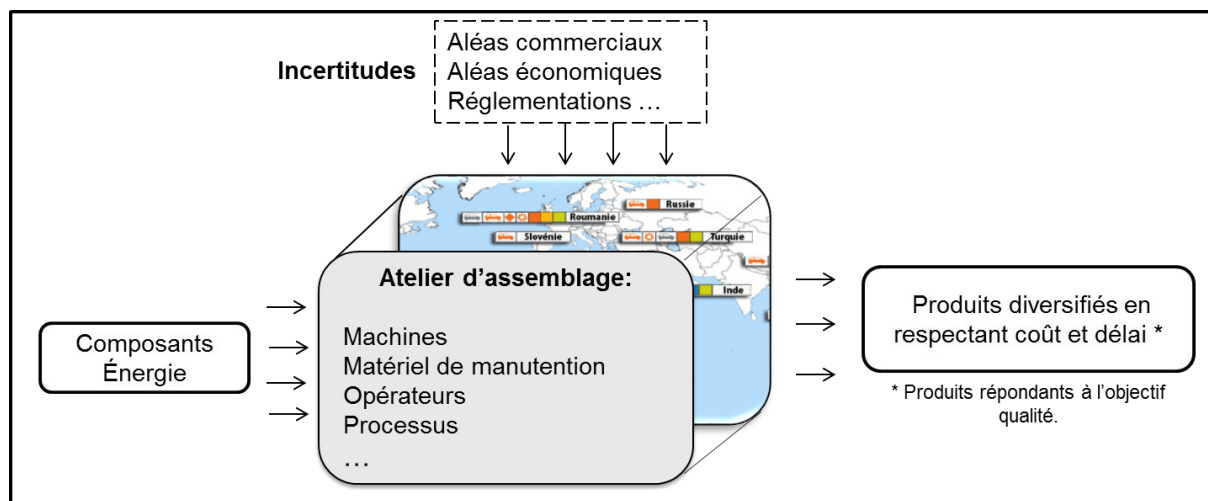 Incertitudes
Aléas commerciaux
Aléas économiques
Réglementations …
Russie
Roumanie
Slovénie
Turquie
Inde
Atelier d’assemblage:
Machines
Matériel de manutention
Opérateurs
Processus
…
Composants
Énergie
Produits diversifiés en
respectant coût et délai *
* Produits répondants à l’objectif
qualité.